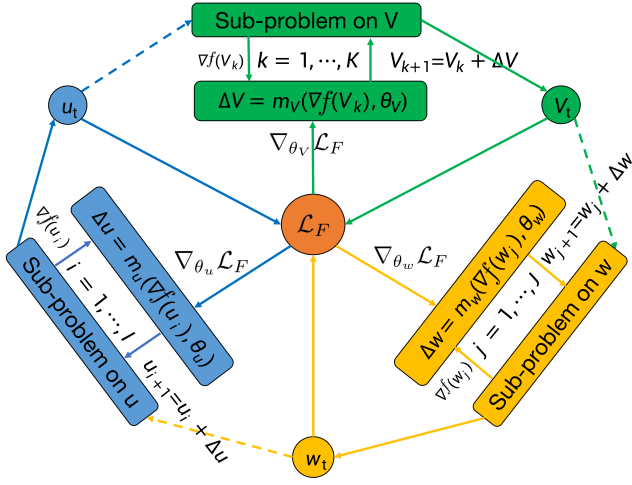 Sub-problem on V
∇f(V_k)
k = 1, ..., K
V_{k+1}=V_k + ΔV
ΔV = m_V(∇f(V_k), θ_V)
u_t
V_t
∇_{θ_V} ℒ_F
ℒ_F
∇_{θ_u} ℒ_F
∇_{θ_w} ℒ_F
Δu = m_u(∇f(u_i), θ_u)
∇f(u_i)
i = 1, ..., I
u_{i+1}=u_i + Δu
Sub-problem on u
Δw = m_w(∇f(w_j), θ_w)
w_{j+1}=w_j + Δw
j = 1, ..., J
∇f(w_j)
Sub-problem on w
w_t